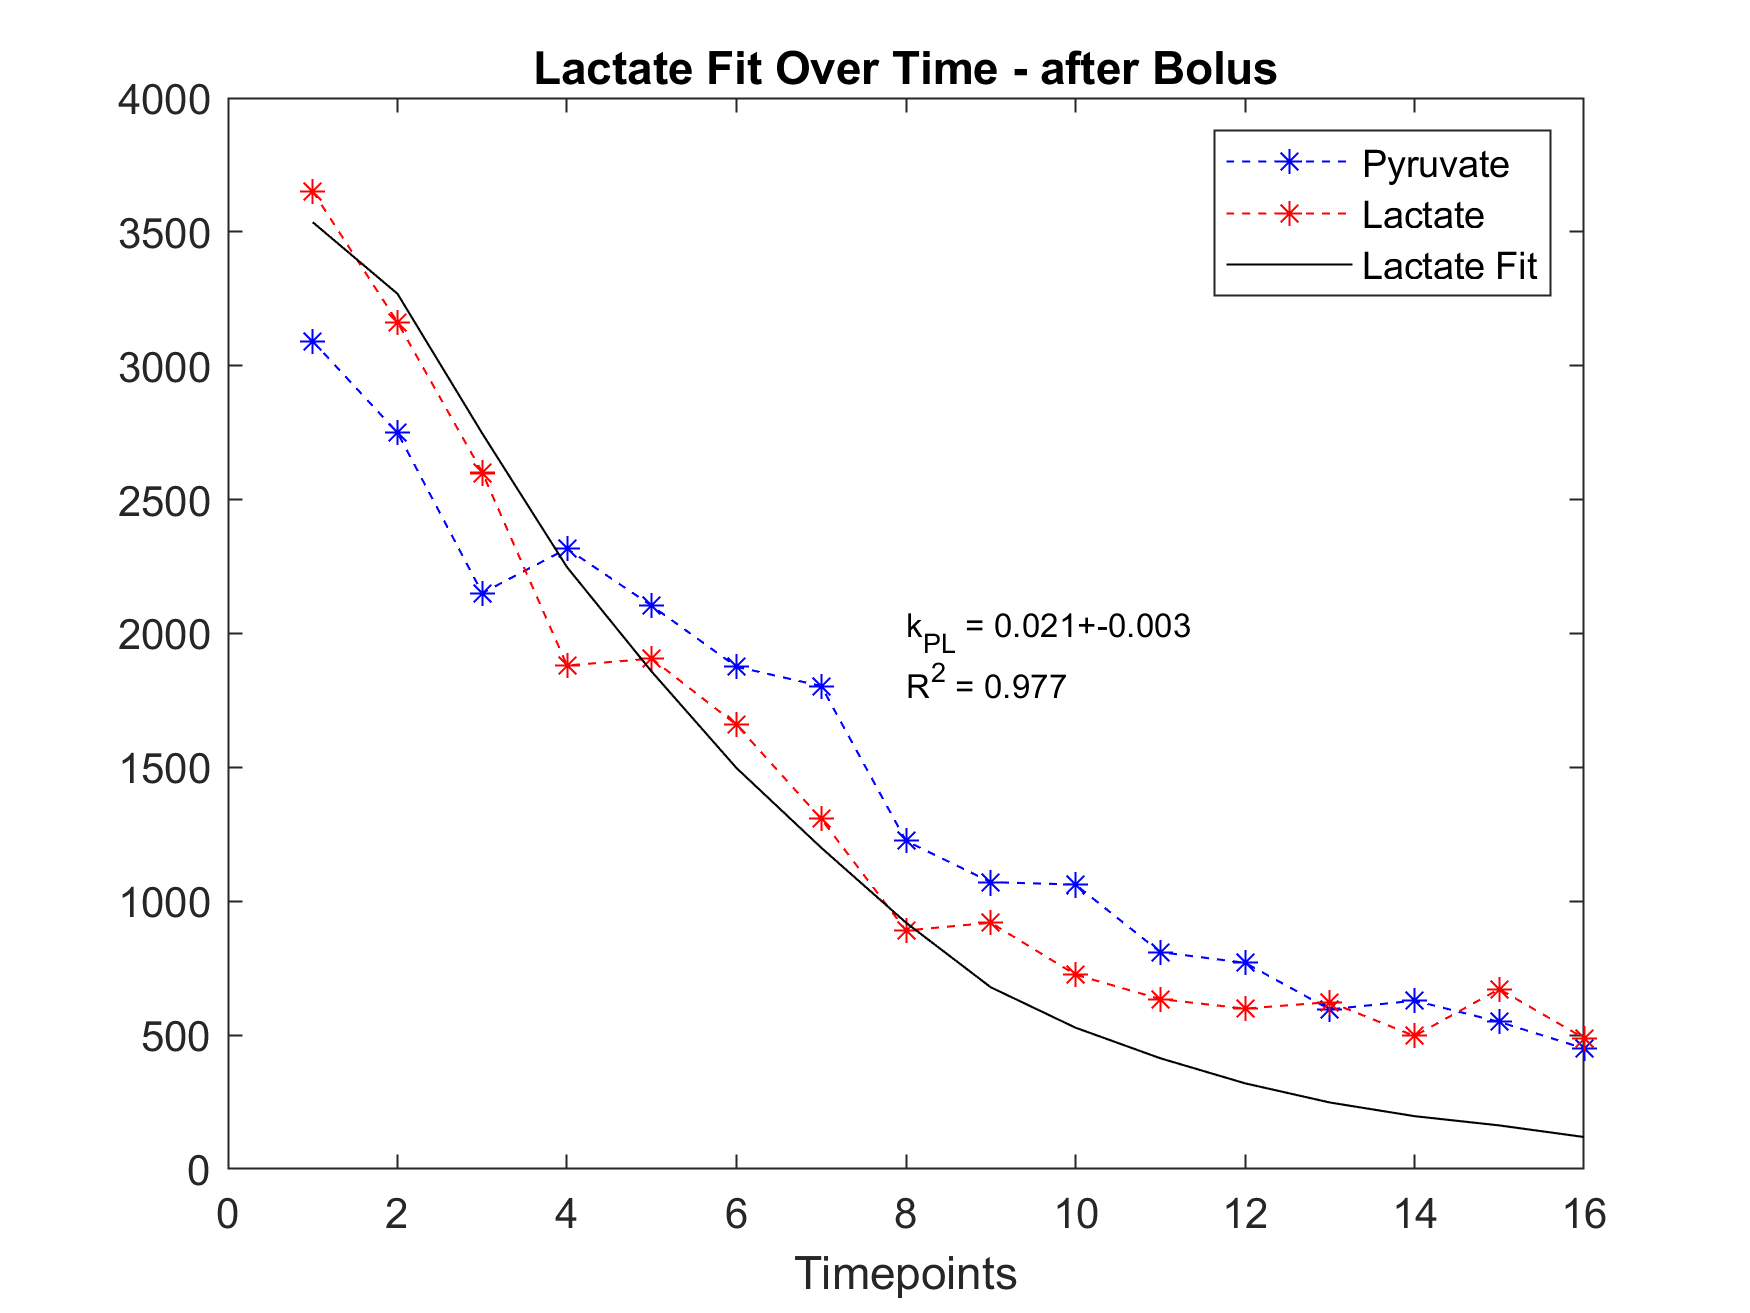 Lactate Fit Over Time - after Bolus
4000
3500
3000
2500
2000
1500
1000
500
0
Pyruvate
Lactate
Lactate Fit
kPL = 0.021+-0.003
R2 = 0.977
0 2 4 6 8 10 12 14 16
Timepoints